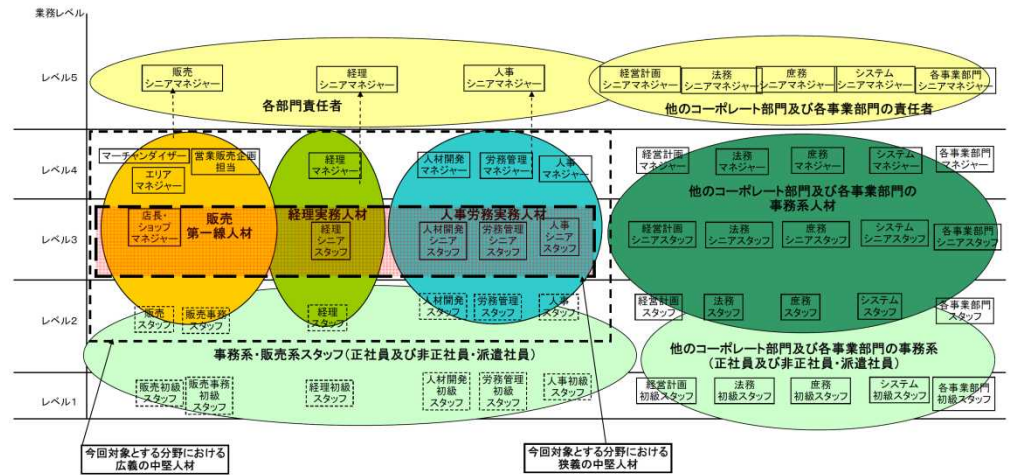 業務レベル
レベル5
販売
シニアマネジャー
経理
シニアマネジャー
人事
シニアマネジャー
各部門責任者
経営計画
シニアマネジャー
法務
シニアマネジャー
庶務
シニアマネジャー
システム
シニアマネジャー
各事業部門
シニアマネジャー
他のコーポレート部門及び各事業部門の責任者
レベル4
マーチャンダイザー
営業販売企画
担当
エリア
マネジャー
経理
マネジャー
人材開発
マネジャー
労務管理
マネジャー
人事
マネジャー
経営計画
マネジャー
法務
マネジャー
庶務
マネジャー
システム
マネジャー
各事業部門
マネジャー
他のコーポレート部門及び各事業部門の
事務系人材
レベル3
店長・
ショップ
マネジャー
販売
第一線人材
経理実務人材
経理
シニア
スタッフ
人事労務実務人材
人材開発
シニア
スタッフ
労務管理
シニア
スタッフ
人事
シニア
スタッフ
経営計画
シニアスタッフ
法務
シニアスタッフ
庶務
シニアスタッフ
システム
シニアスタッフ
各事業部門
シニアスタッフ
レベル2
販売
スタッフ
販売事務
スタッフ
経理
スタッフ
人材開発
スタッフ
労務管理
スタッフ
人事
スタッフ
経営計画
スタッフ
法務
スタッフ
庶務
スタッフ
システム
スタッフ
各事業部門
スタッフ
事務系・販売系スタッフ(正社員及び非正社員・派遣社員)
他のコーポレート部門及び各事業部門の事務系
(正社員及び非正社員・派遣社員)
レベル1
販売初級
スタッフ
販売事務
初級
スタッフ
経理初級
スタッフ
人材開発
初級
スタッフ
労務管理
初級
スタッフ
人事初級
スタッフ
経営計画
初級スタッフ
法務
初級スタッフ
庶務
初級スタッフ
システム
初級スタッフ
各事業部門
初級スタッフ
今回対象とする分野における
広義の中堅人材
今回対象とする分野における
狭義の中堅人材